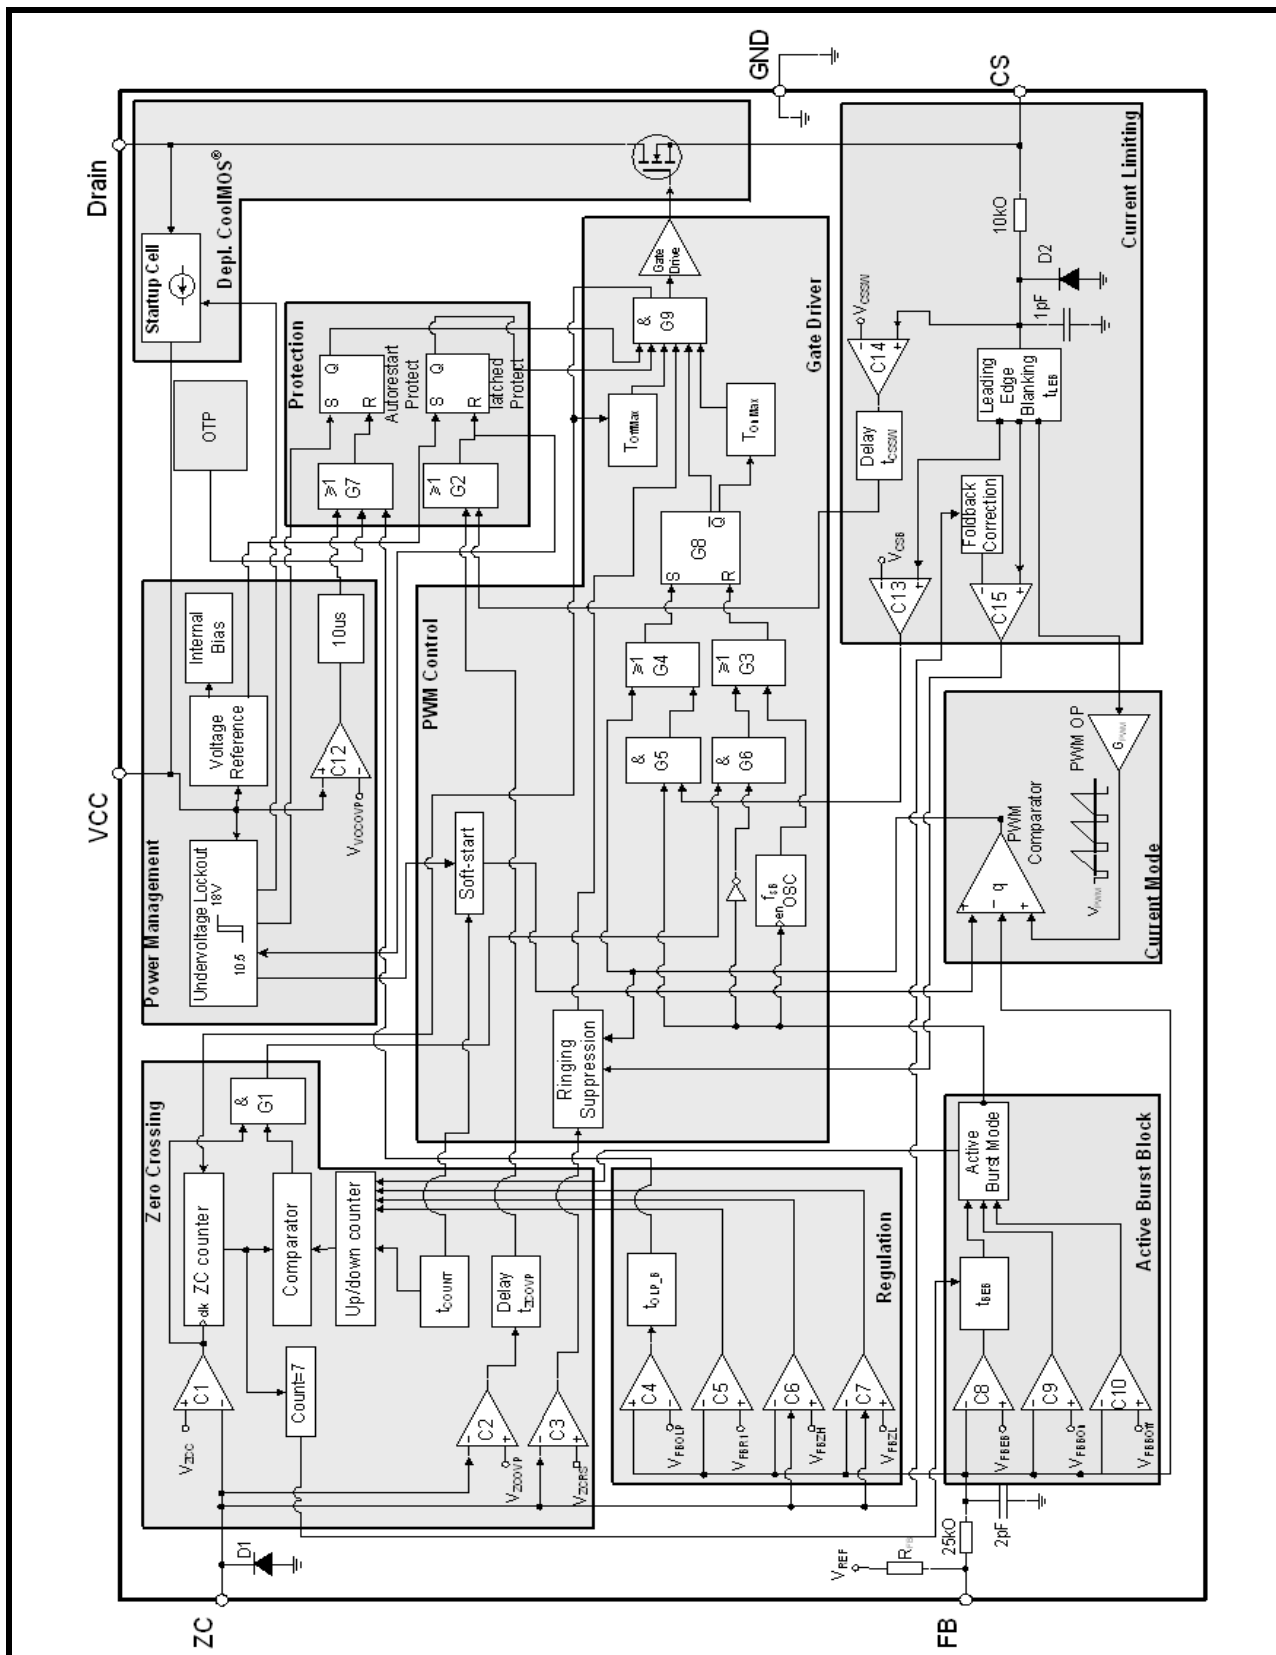 ZC
VCC
Drain
GND
CS
FB
D1
Zero Crossing
VZCC
C1
clk
ZC counter
&
G1
Count=7
Comparator
Up/down counter
tCOUNT
C2
VZCOVP
Delay
tZCOVP
C3
VZCRS
Power Management
Undervoltage Lockout
18V
10.5
Voltage
Reference
Internal
Bias
C12
VVCCOVP
10us
OTP
Startup Cell
Depl. CoolMOS®
Protection
≥1
G7
S
R
Q
Autorestart
Protect
≥1
G2
S
R
Q
latched
Protect
PWM Control
Soft-start
Ringing
Suppression
en
OSC
&
G5
&
G6
≥1
G4
≥1
G3
S
R
G8
Q
TOffMax
TOnMax
&
G9
Gate
Drive
Gate Driver
Regulation
C4
VFBOLP
tOLP_B
C5
VFBR1
C6
VFBZH
C7
VFBZL
Active Burst Block
C8
VFBEB
tBEB
C9
VFBBOn
C10
VFBBOff
Active
Burst Mode
VREF
RFB
25kO
2pF
Current Mode
PWM
Comparator
q
VPWM
PWM OP
GPWM
Current Limiting
C13
VCSB
C14
VCSSW
Delay
tCSSW
C15
Foldback
Correction
Leading
Edge
Blanking
tLEB
1pF
D2
10kO